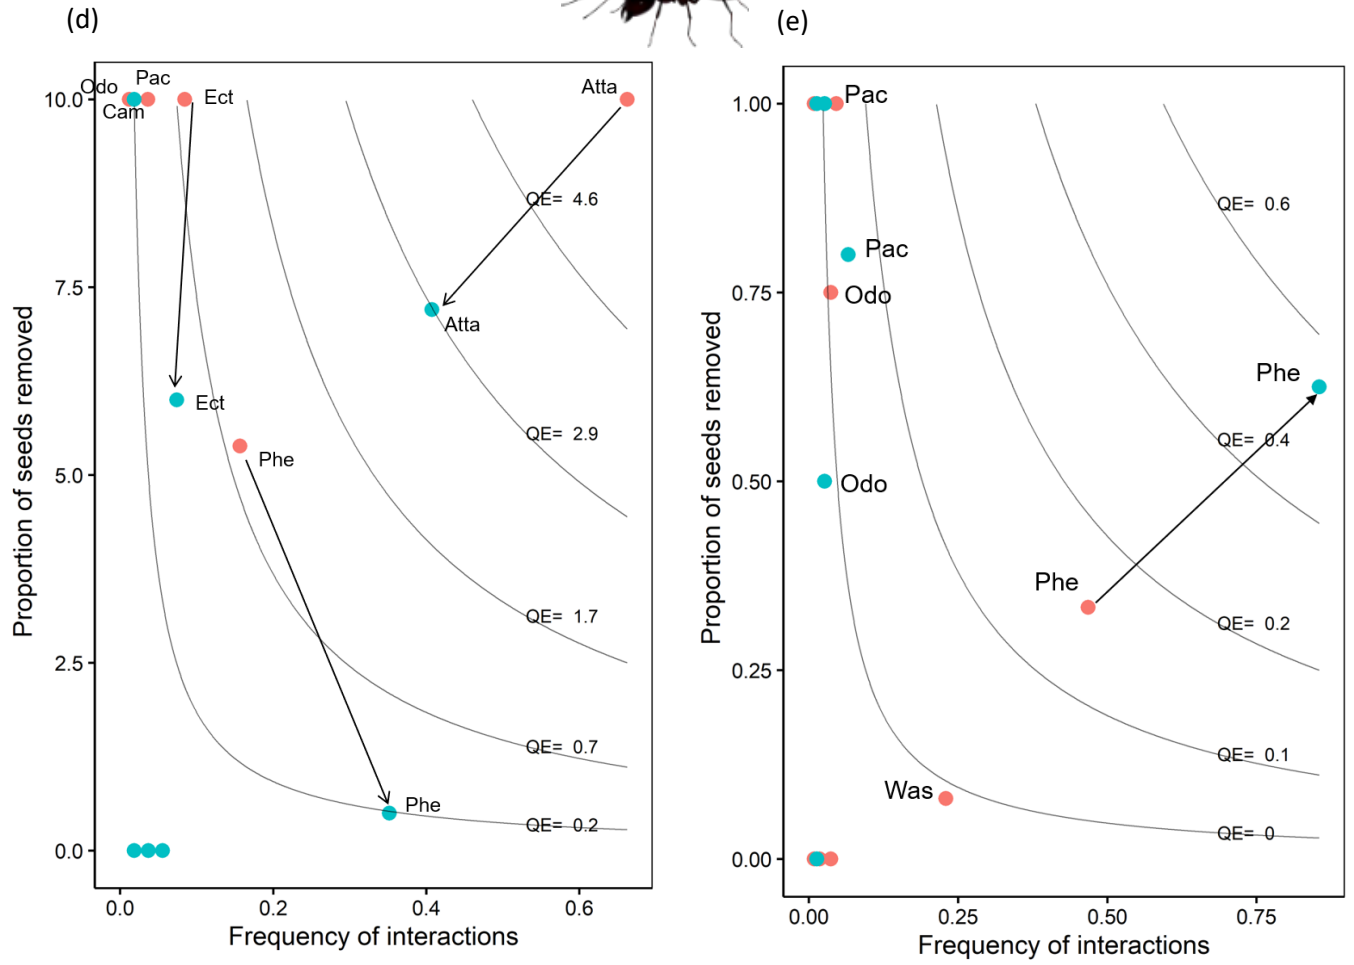 (d)
(e)
Odo
Pac
Cam
Ect
Atta
QE= 4.6
Atta
Ect
QE= 2.9
Phe
QE= 1.7
QE= 0.7
Phe
QE= 0.2
10.0
7.5
5.0
2.5
0.0
0.0
0.2
0.4
0.6
Proportion of seeds removed
Frequency of interactions
Pac
QE= 0.6
Pac
Odo
Phe
QE= 0.4
Odo
Phe
QE= 0.2
QE= 0.1
Was
QE= 0
1.00
0.75
0.50
0.25
0.00
0.00
0.25
0.50
0.75
Proportion of seeds removed
Frequency of interactions